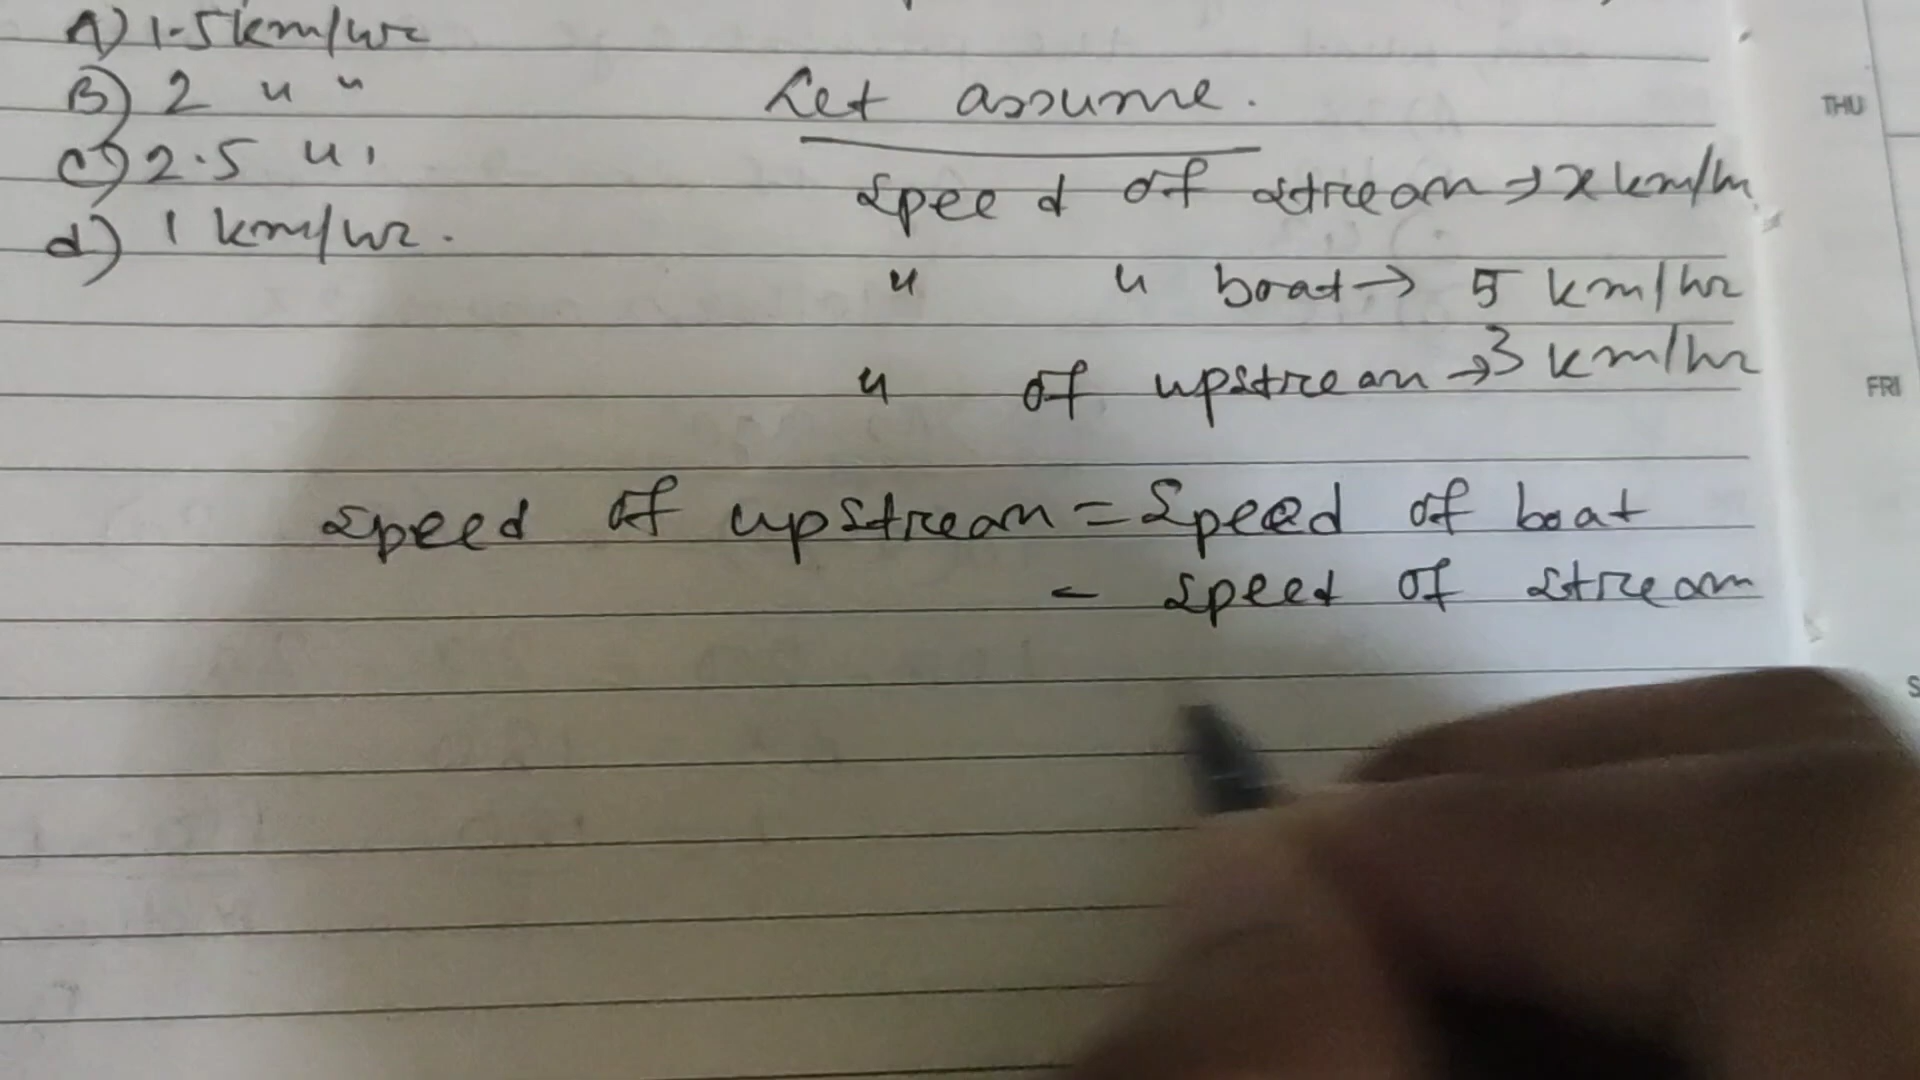 A) 1.5 km/hr
B) 2 " "
c) 2.5 " "
d) 1 km/hr.
Let assume.
Speed of stream → x km/hr
" " boat → 5 km/hr
" of upstream → 3 km/hr
Speed of upstream = Speed of boat
- Speed of stream
THU
FRI
S